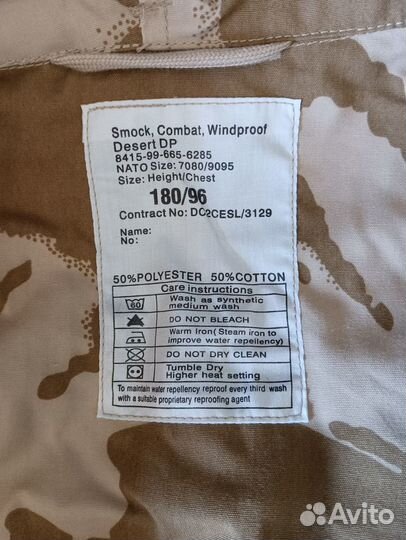 Smock, Combat, Windproof
Desert DP
8415-99-665-6285
NATO Size: 7080/9095
Size: Height/Chest
180/96
Contract No: DC2CESL/3129
Name:
No:
50%POLYESTER 50%COTTON
Care instructions
60
Wash as synthetic
medium wash
DO NOT BLEACH
Warm Iron( Steam iron to
improve water repellency)
DO NOT DRY CLEAN
Tumble Dry
Higher heat setting
To maintain water repellency reproof every third wash
with a suitable proprietary reproofing agent
Avito